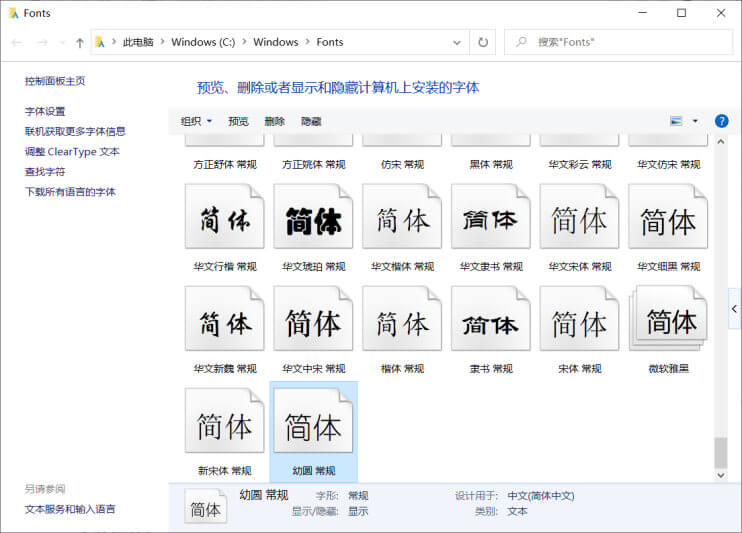 Fonts
此电脑 > Windows (C:) > Windows > Fonts
搜索"Fonts"
控制面板主页
字体设置
联机获取更多字体信息
调整 ClearType 文本
查找字符
下载所有语言的字体
另请参阅
文本服务和输入语言
预览、删除或者显示和隐藏计算机上安装的字体
组织 预览 删除 隐藏
方正舒体 常规 方正姚体 常规 仿宋 常规 黑体 常规 华文彩云 常规 华文仿宋 常规
简体 简体 简体 简体 简体 简体
华文行楷 常规 华文琥珀 常规 华文楷体 常规 华文隶书 常规 华文宋体 常规 华文细黑 常规
简体 简体 简体 简体 简体 简体
华文新魏 常规 华文中宋 常规 楷体 常规 隶书 常规 宋体 常规 微软雅黑
简体 简体
新宋体 常规 幼圆 常规
简体
幼圆 常规 字形: 常规 设计用于: 中文(简体中文)
显示/隐藏: 显示 类别: 文本